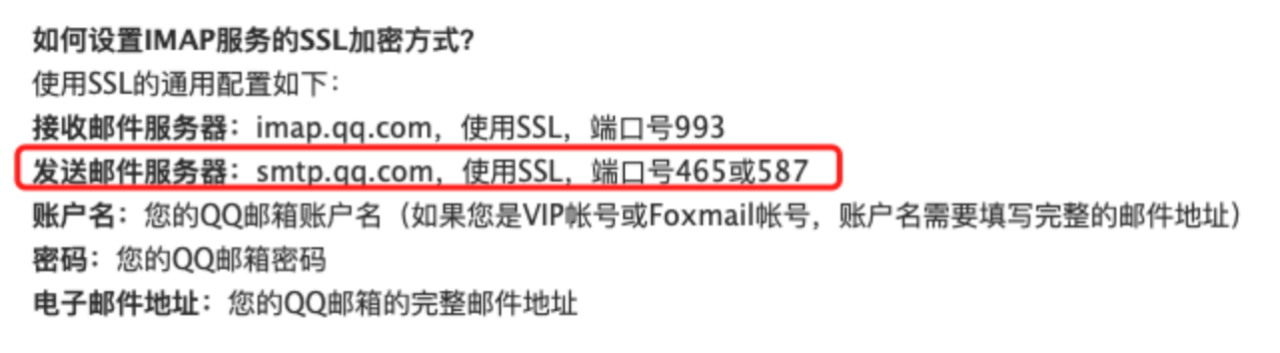 如何设置IMAP服务的SSL加密方式？
使用SSL的通用配置如下：
接收邮件服务器：imap.qq.com，使用SSL，端口号993
发送邮件服务器：smtp.qq.com，使用SSL，端口号465或587
账户名：您的QQ邮箱账户名（如果您是VIP帐号或Foxmail帐号，账户名需要填写完整的邮件地址）
密码：您的QQ邮箱密码
电子邮件地址：您的QQ邮箱的完整邮件地址